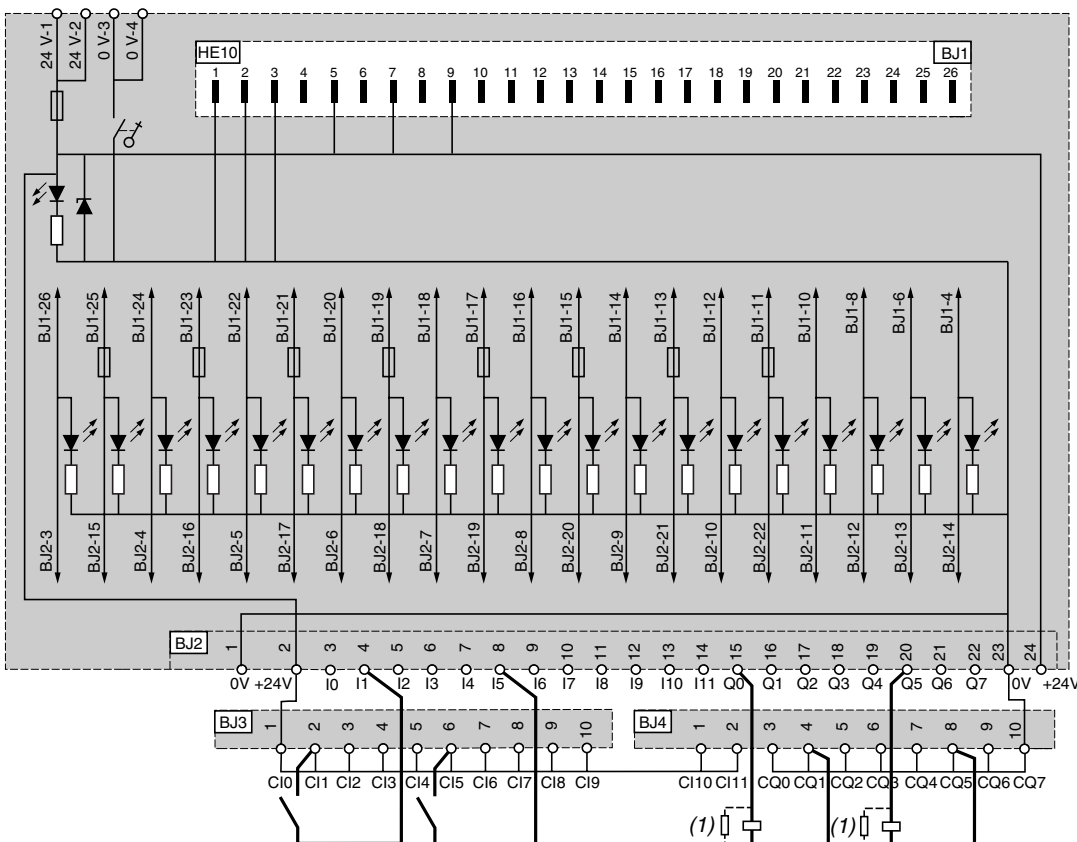 24 V-1 24 V-2 0 V-3 0 V-4
HE10 BJ1
1 2 3 4 5 6 7 8 9 10 11 12 13 14 15 16 17 18 19 20 21 22 23 24 25 26
BJ1-26 BJ1-25 BJ1-24 BJ1-23 BJ1-22 BJ1-21 BJ1-20 BJ1-19 BJ1-18 BJ1-17 BJ1-16 BJ1-15 BJ1-14 BJ1-13 BJ1-12 BJ1-11 BJ1-10 BJ1-8 BJ1-6 BJ1-4
BJ2-3 BJ2-15 BJ2-4 BJ2-16 BJ2-5 BJ2-17 BJ2-6 BJ2-18 BJ2-7 BJ2-19 BJ2-8 BJ2-20 BJ2-9 BJ2-21 BJ2-10 BJ2-22 BJ2-11 BJ2-12 BJ2-13 BJ2-14
BJ2 1 2 3 4 5 6 7 8 9 10 11 12 13 14 15 16 17 18 19 20 21 22 23 24
0V +24V I0 I1 I2 I3 I4 I5 I6 I7 I8 I9 I10 I11 Q0 Q1 Q2 Q3 Q4 Q5 Q6 Q7 0V +24V
BJ3 1 2 3 4 5 6 7 8 9 10 BJ4 1 2 3 4 5 6 7 8 9 10
CI0 CI1 CI2 CI3 CI4 CI5 CI6 CI7 CI8 CI9 CI10 CI11 CQ0 CQ1 CQ2 CQ3 CQ4 CQ5 CQ6 CQ7
(1) (1)